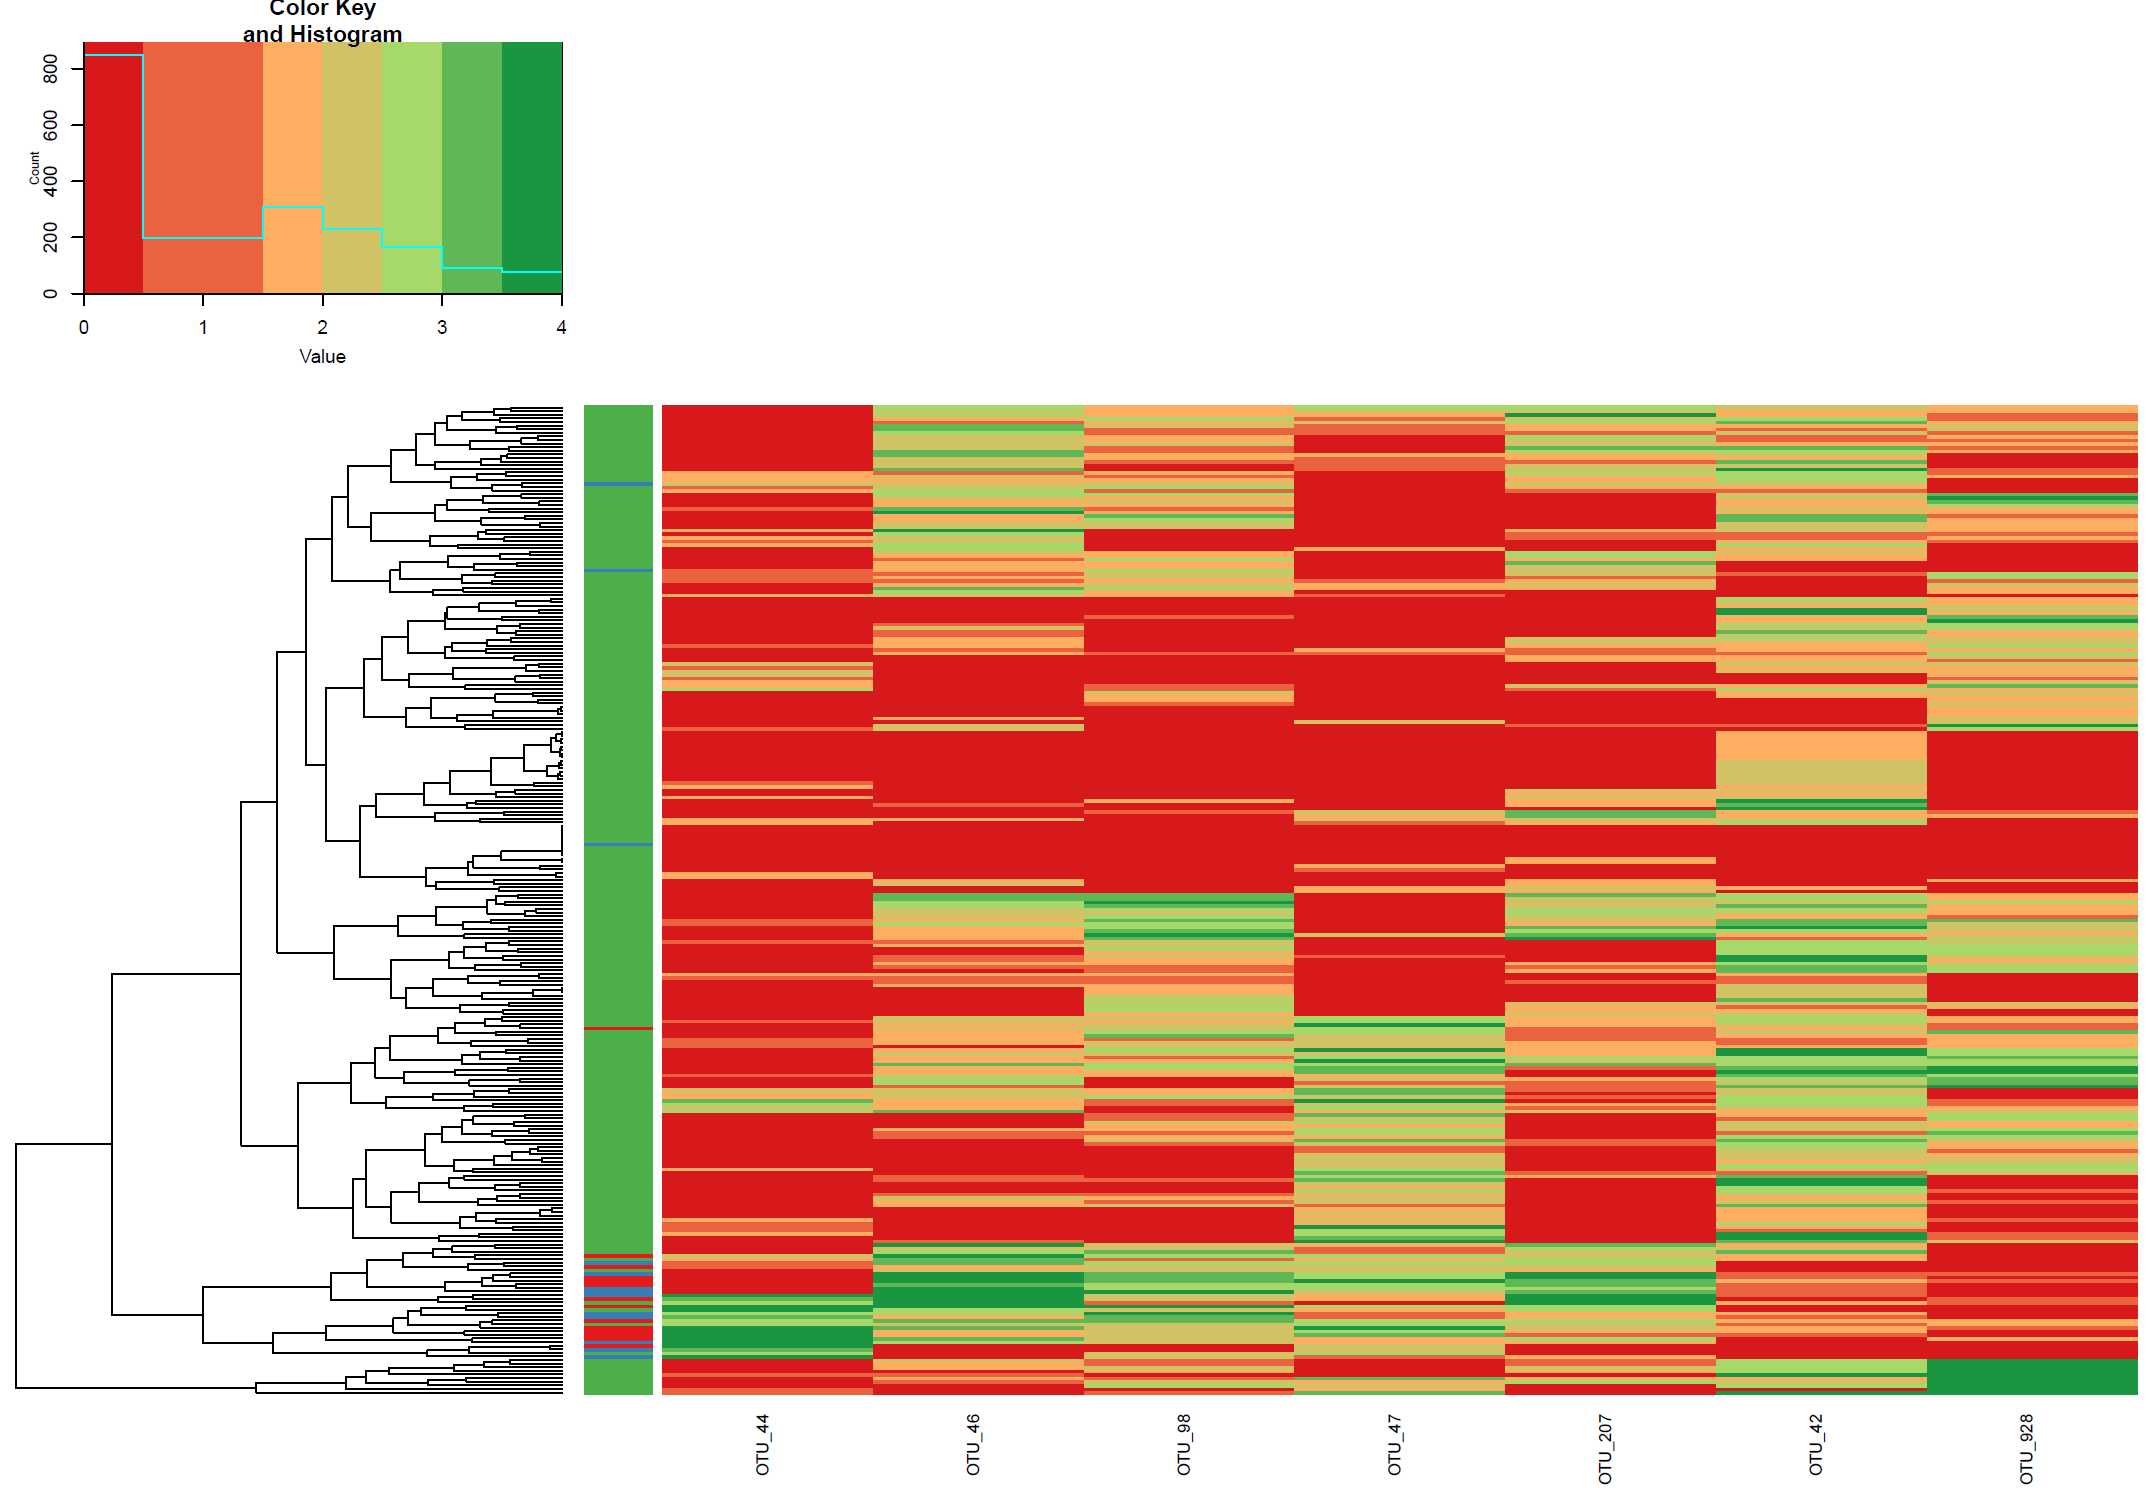 Color Key
and Histogram
Count
800
600
400
200
0
0 1 2 3 4
Value
OTU_44 OTU_46 OTU_98 OTU_47 OTU_207 OTU_42 OTU_928